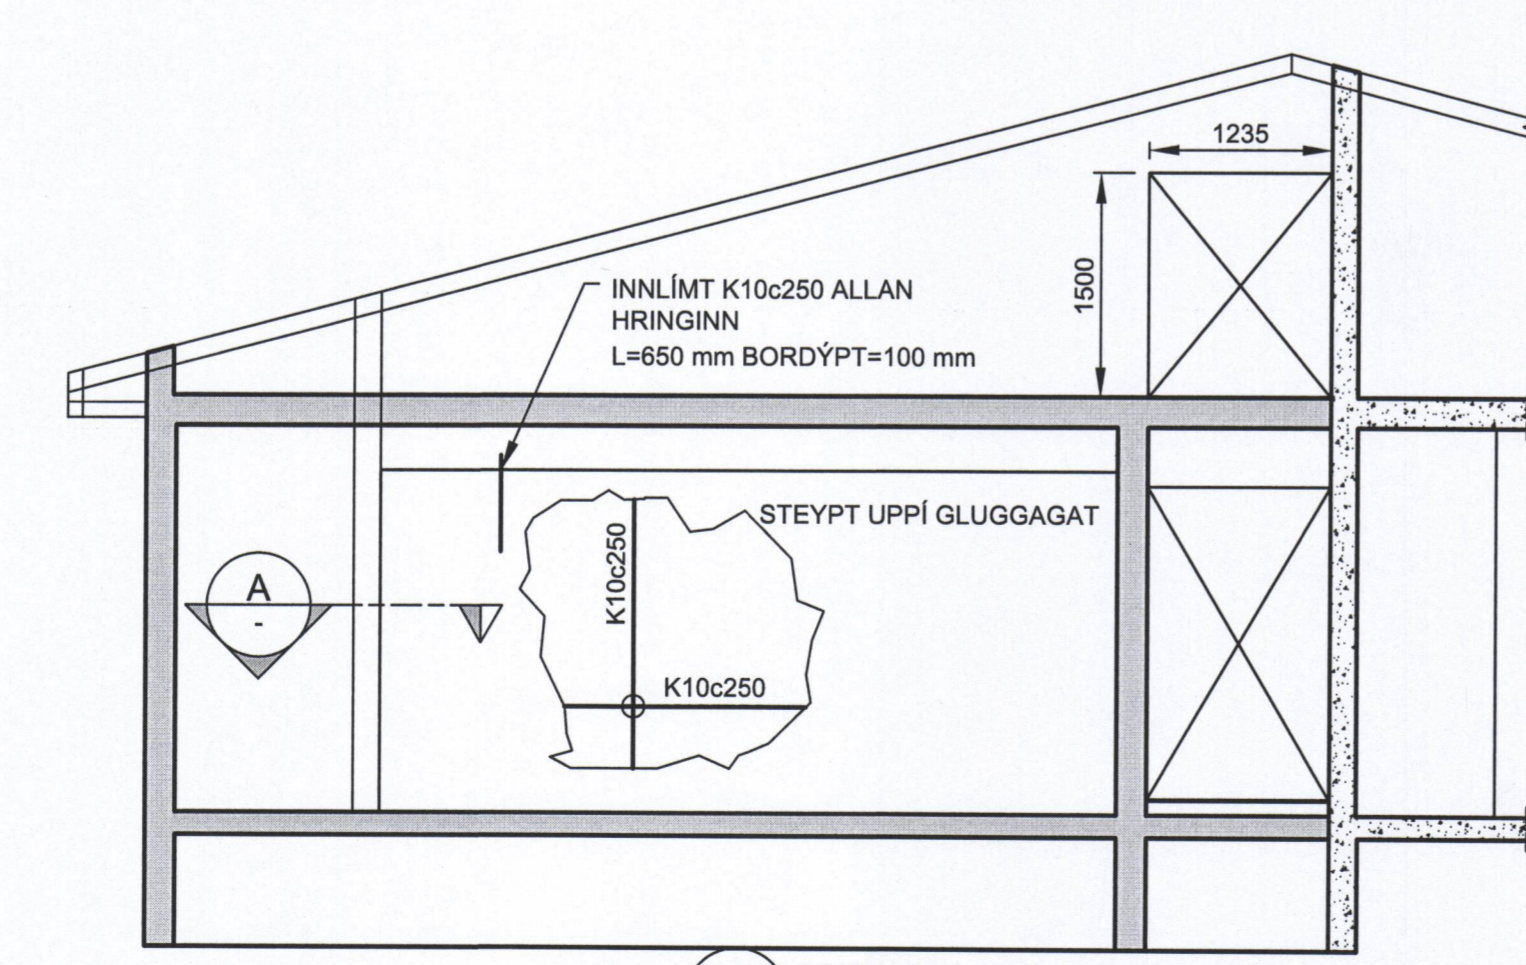 1235
1500
INNLÍMT K10c250 ALLAN
HRINGINN
L=650 mm BORDÝPT=100 mm
STEYPT UPPÍ GLUGGAGAT
K10c250
A
-
K10c250